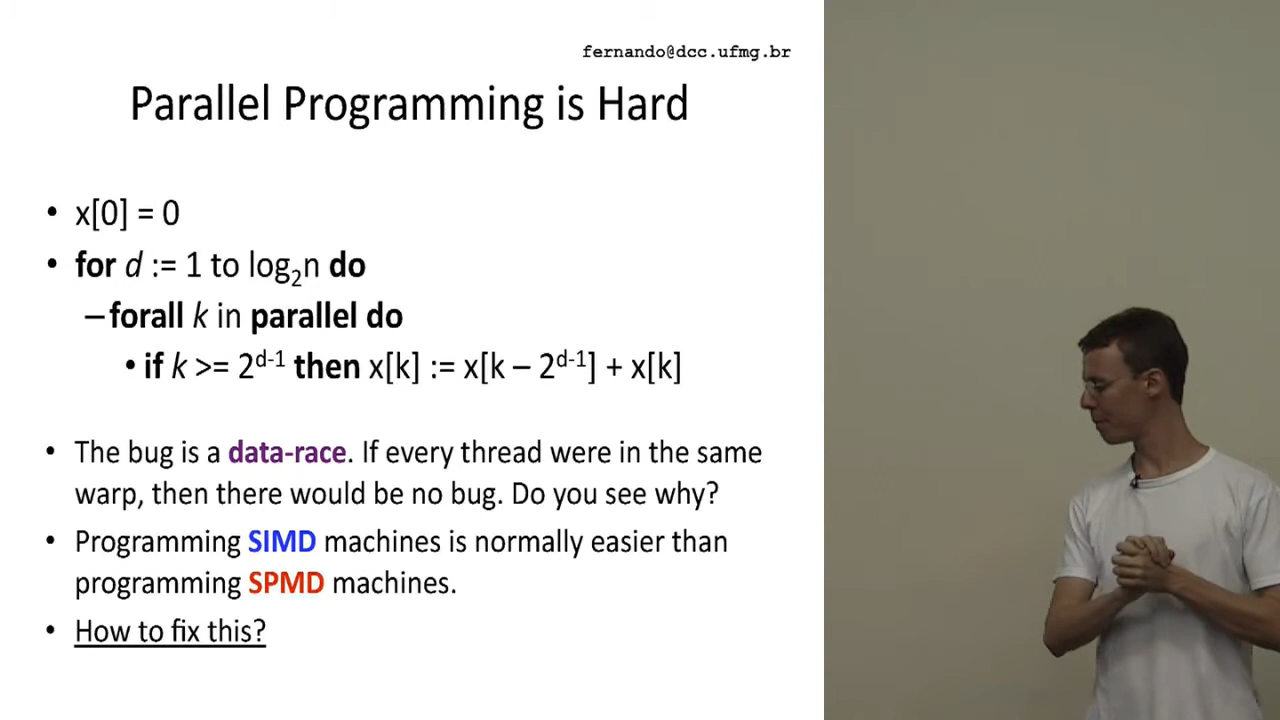 fernando@dcc.ufmg.br
Parallel Programming is Hard
• x[0] = 0
• for d := 1 to log₂n do
– forall k in parallel do
• if k >= 2ᵈ⁻¹ then x[k] := x[k – 2ᵈ⁻¹] + x[k]
• The bug is a data-race. If every thread were in the same
warp, then there would be no bug. Do you see why?
• Programming SIMD machines is normally easier than
programming SPMD machines.
• How to fix this?